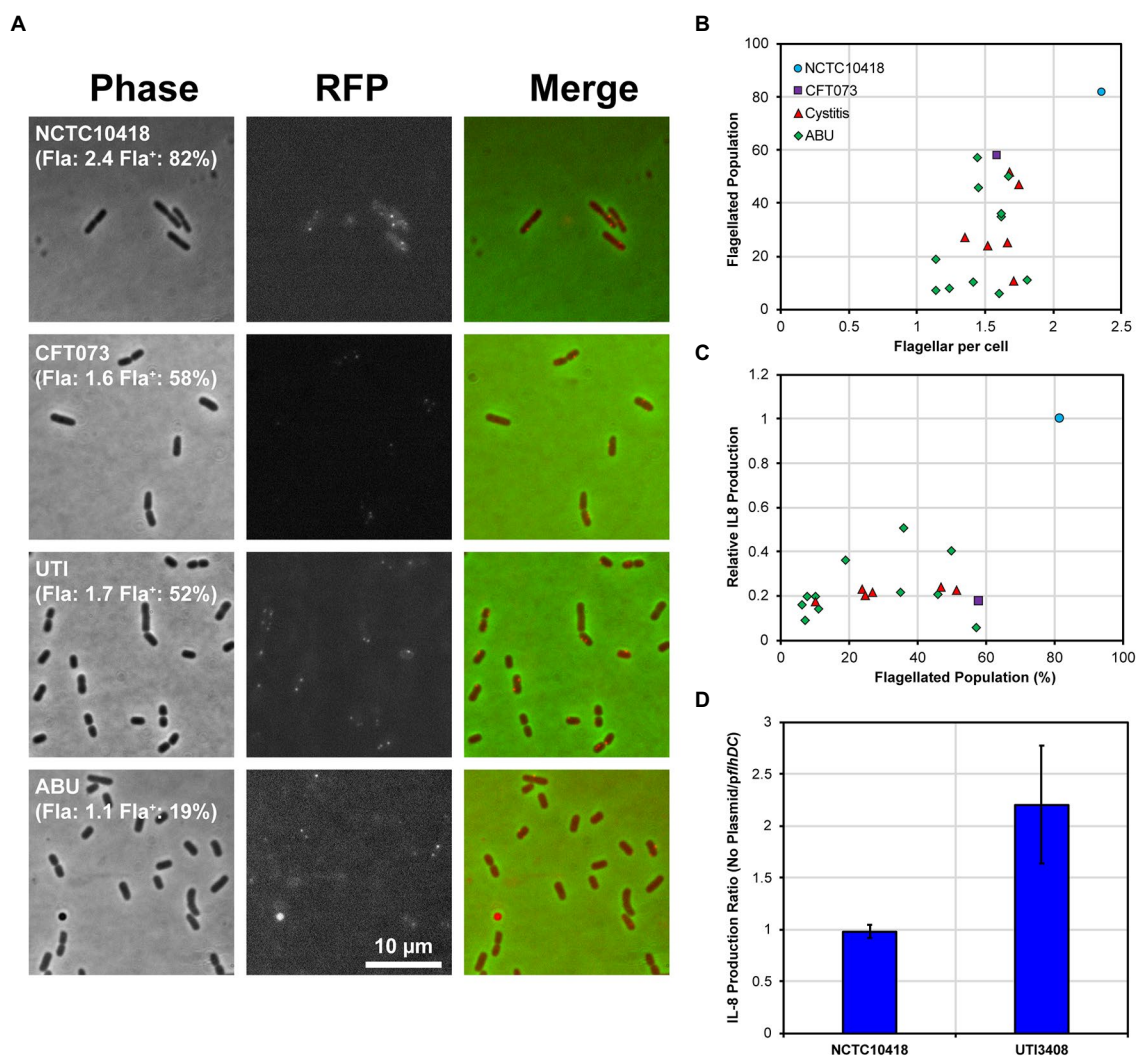 A
Phase RFP Merge
NCTC10418
(Fla: 2.4 Fla⁺: 82%)
CFT073
(Fla: 1.6 Fla⁺: 58%)
UTI
(Fla: 1.7 Fla⁺: 52%)
ABU
(Fla: 1.1 Fla⁺: 19%)
10 µm
B
100
80
60
40
20
0
Flagellated Population
NCTC10418
CFT073
Cystitis
ABU
0 0.5 1 1.5 2 2.5
Flagellar per cell
C
1.2
1
0.8
0.6
0.4
0.2
0
Relative IL8 Production
0 20 40 60 80 100
Flagellated Population (%)
D
3
2.5
2
1.5
1
0.5
0
IL-8 Production Ratio (No Plasmid/pflhDC)
NCTC10418 UTI3408